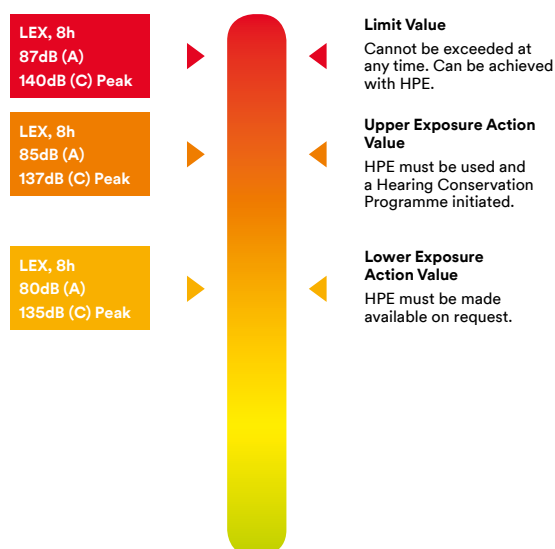 LEX, 8h
87dB (A)
140dB (C) Peak
Limit Value
Cannot be exceeded at
any time. Can be achieved
with HPE.
LEX, 8h
85dB (A)
137dB (C) Peak
Upper Exposure Action
Value
HPE must be used and
a Hearing Conservation
Programme initiated.
LEX, 8h
80dB (A)
135dB (C) Peak
Lower Exposure
Action Value
HPE must be made
available on request.